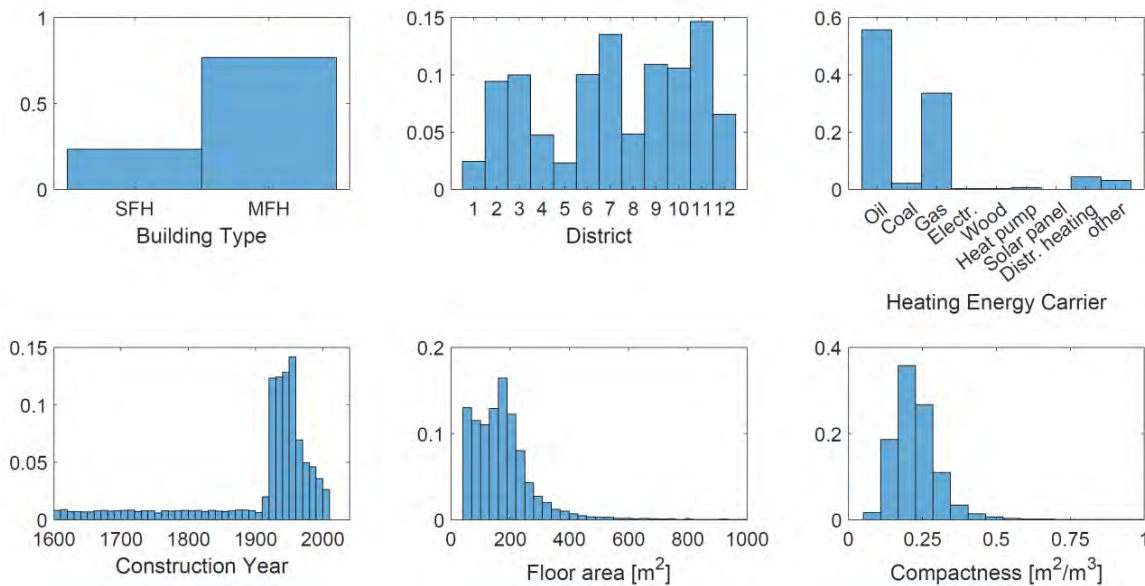 1
0.5
0
SFH MFH
Building Type
0.15
0.1
0.05
0
1 2 3 4 5 6 7 8 9 10 11 12
District
0.6
0.4
0.2
0
Oil Coal Gas Electr. Wood Heat pump Solar panel Distr. heating other
Heating Energy Carrier
0.15
0.1
0.05
0
1600 1700 1800 1900 2000
Construction Year
0.2
0.1
0
0 200 400 600 800 1000
Floor area [m²]
0.4
0.2
0
0 0.25 0.5 0.75 1
Compactness [m²/m³]